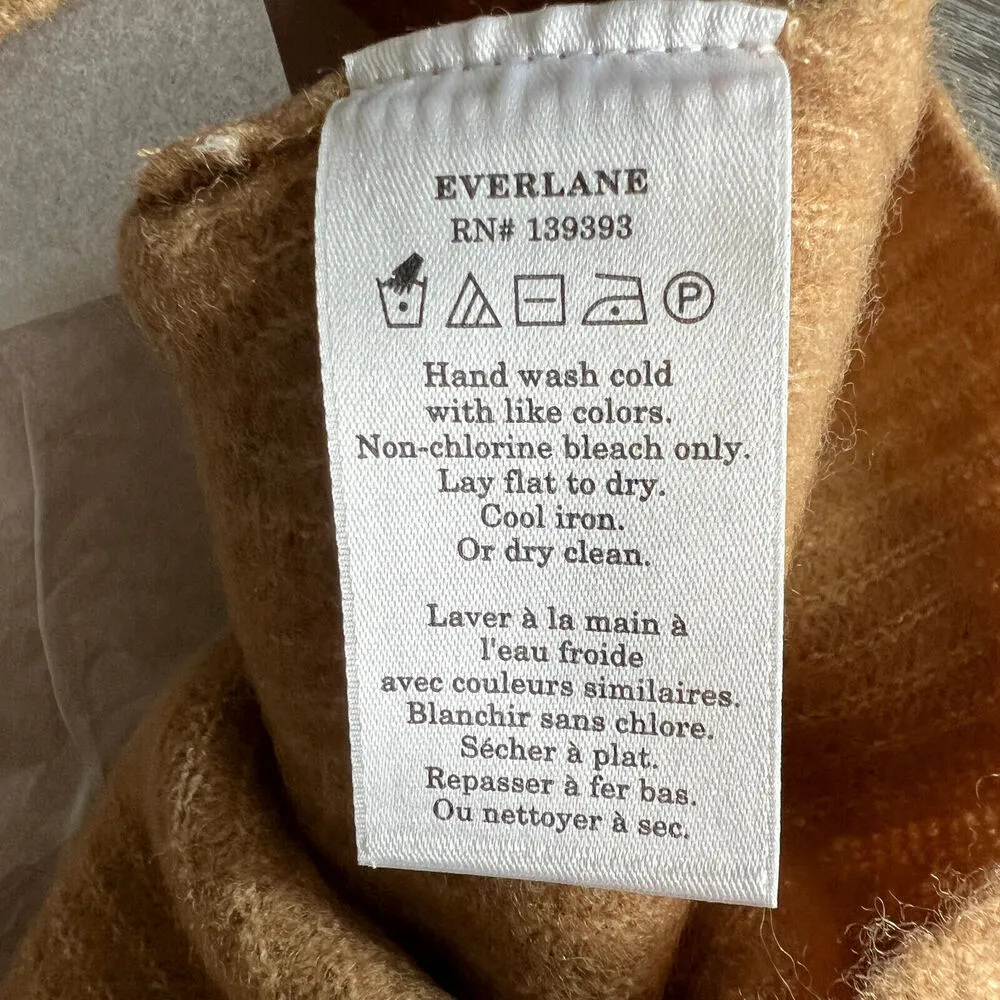 EVERLANE
RN# 139393
P
Hand wash cold
with like colors.
Non-chlorine bleach only.
Lay flat to dry.
Cool iron.
Or dry clean.
Laver à la main à
l'eau froide
avec couleurs similaires.
Blanchir sans chlore.
Sécher à plat.
Repasser à fer bas.
Ou nettoyer à sec.